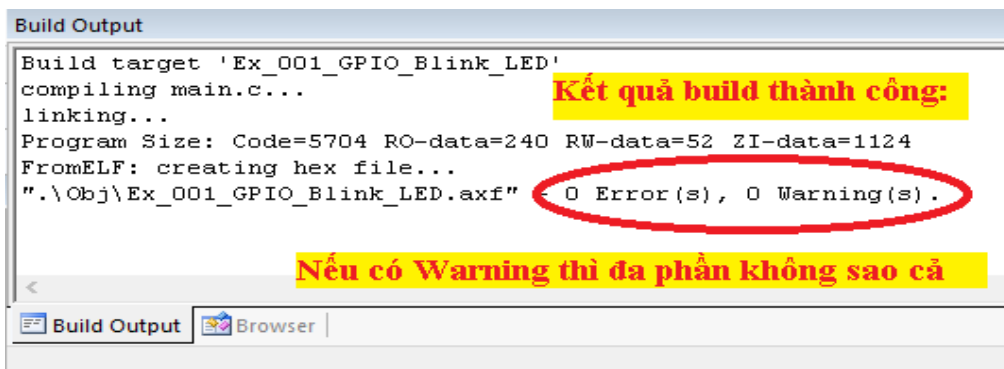 Build Output
Build target 'Ex_001_GPIO_Blink_LED'
compiling main.c...
Kết quả build thành công:
linking...
Program Size: Code=5704 RO-data=240 RW-data=52 ZI-data=1124
FromELF: creating hex file...
".\Obj\Ex_001_GPIO_Blink_LED.axf" - 0 Error(s), 0 Warning(s).
Nếu có Warning thì đa phần không sao cả
Build Output Browser